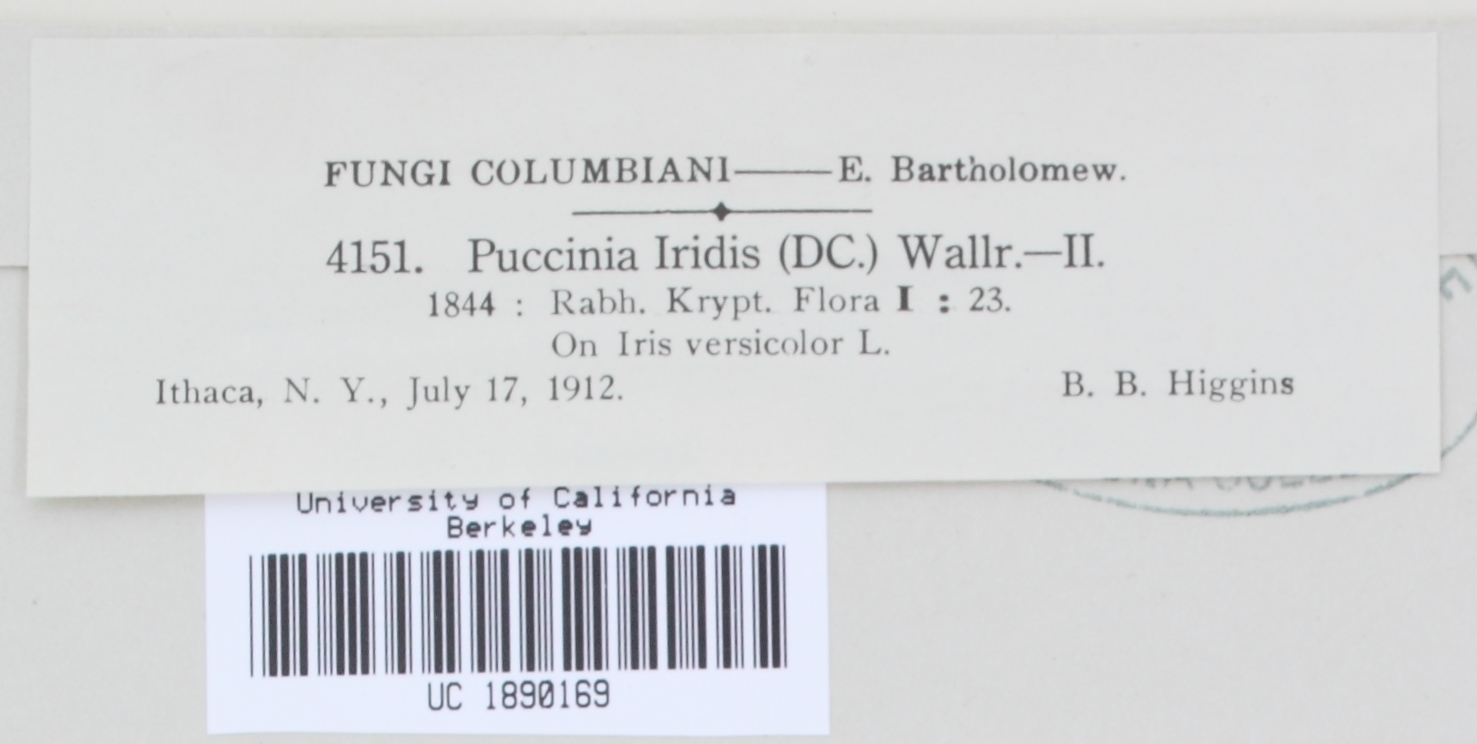 FUNGI COLUMBIANI——E. Bartholomew.
4151. Puccinia Iridis (DC.) Wallr.—II.
1844 : Rabh. Krypt. Flora I : 23.
On Iris versicolor L.
Ithaca, N. Y., July 17, 1912. B. B. Higgins
University of California
Berkeley
UC 1890169